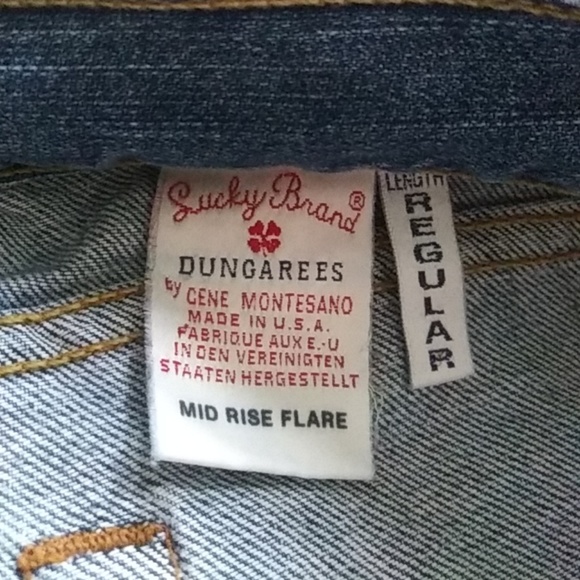 Lucky Brand®
DUNGAREES
by GENE MONTESANO
MADE IN U.S.A.
FABRIQUE AUX E.-U
IN DEN VEREINIGTEN
STAATEN HERGESTELLT
MID RISE FLARE
LENGTH
REGULAR